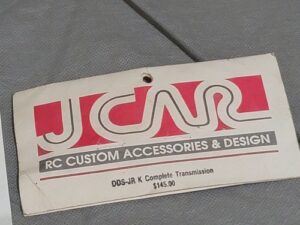 JCAR
RC CUSTOM ACCESSORIES & DESIGN
DDS-JR K Complete Transmission
$145.00